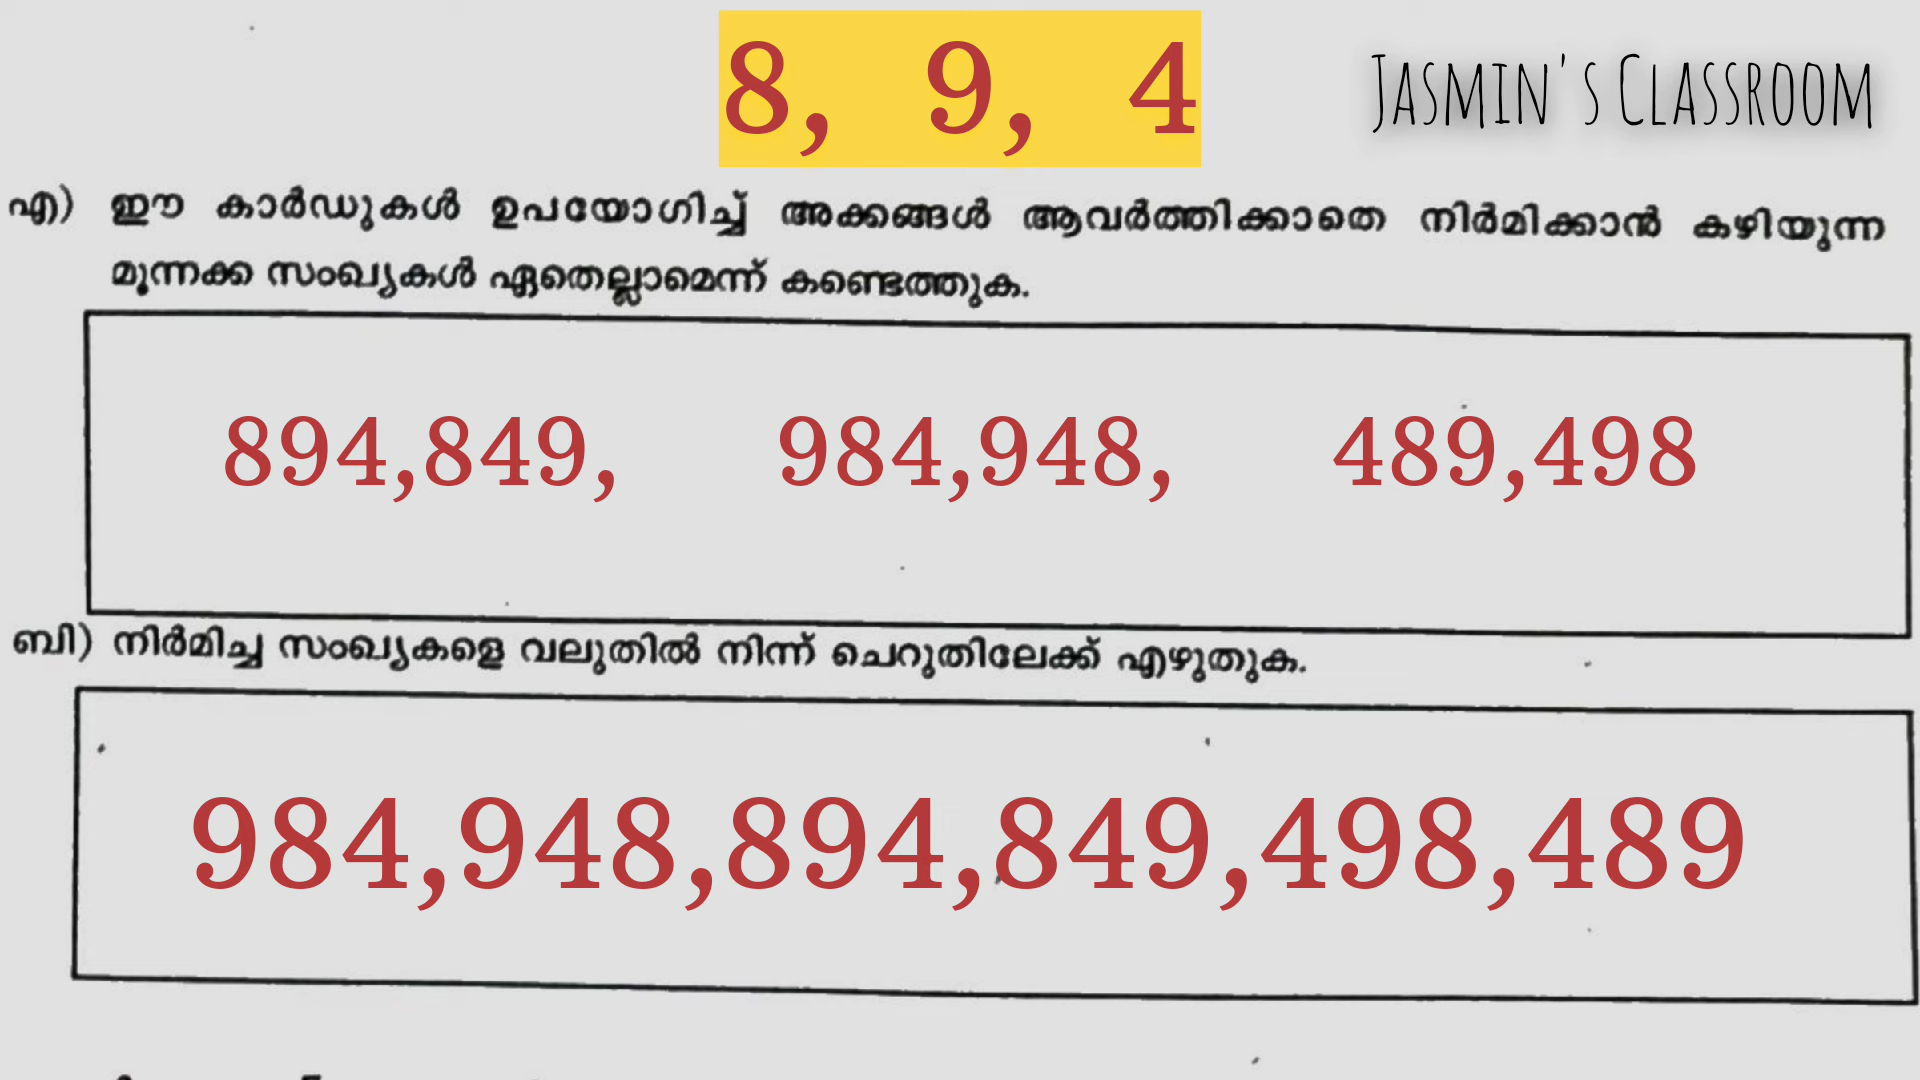 8, 9, 4
JASMIN'S CLASSROOM
എ) ഈ കാർഡുകൾ ഉപയോഗിച്ച് അക്കങ്ങൾ ആവർത്തിക്കാതെ നിർമിക്കാൻ കഴിയുന്ന
മൂന്നക്ക സംഖ്യകൾ ഏതെല്ലാമെന്ന് കണ്ടെത്തുക.
894,849, 984,948, 489,498
ബി) നിർമിച്ച സംഖ്യകളെ വലുതിൽ നിന്ന് ചെറുതിലേക്ക് എഴുതുക.
984,948,894,849,498,489